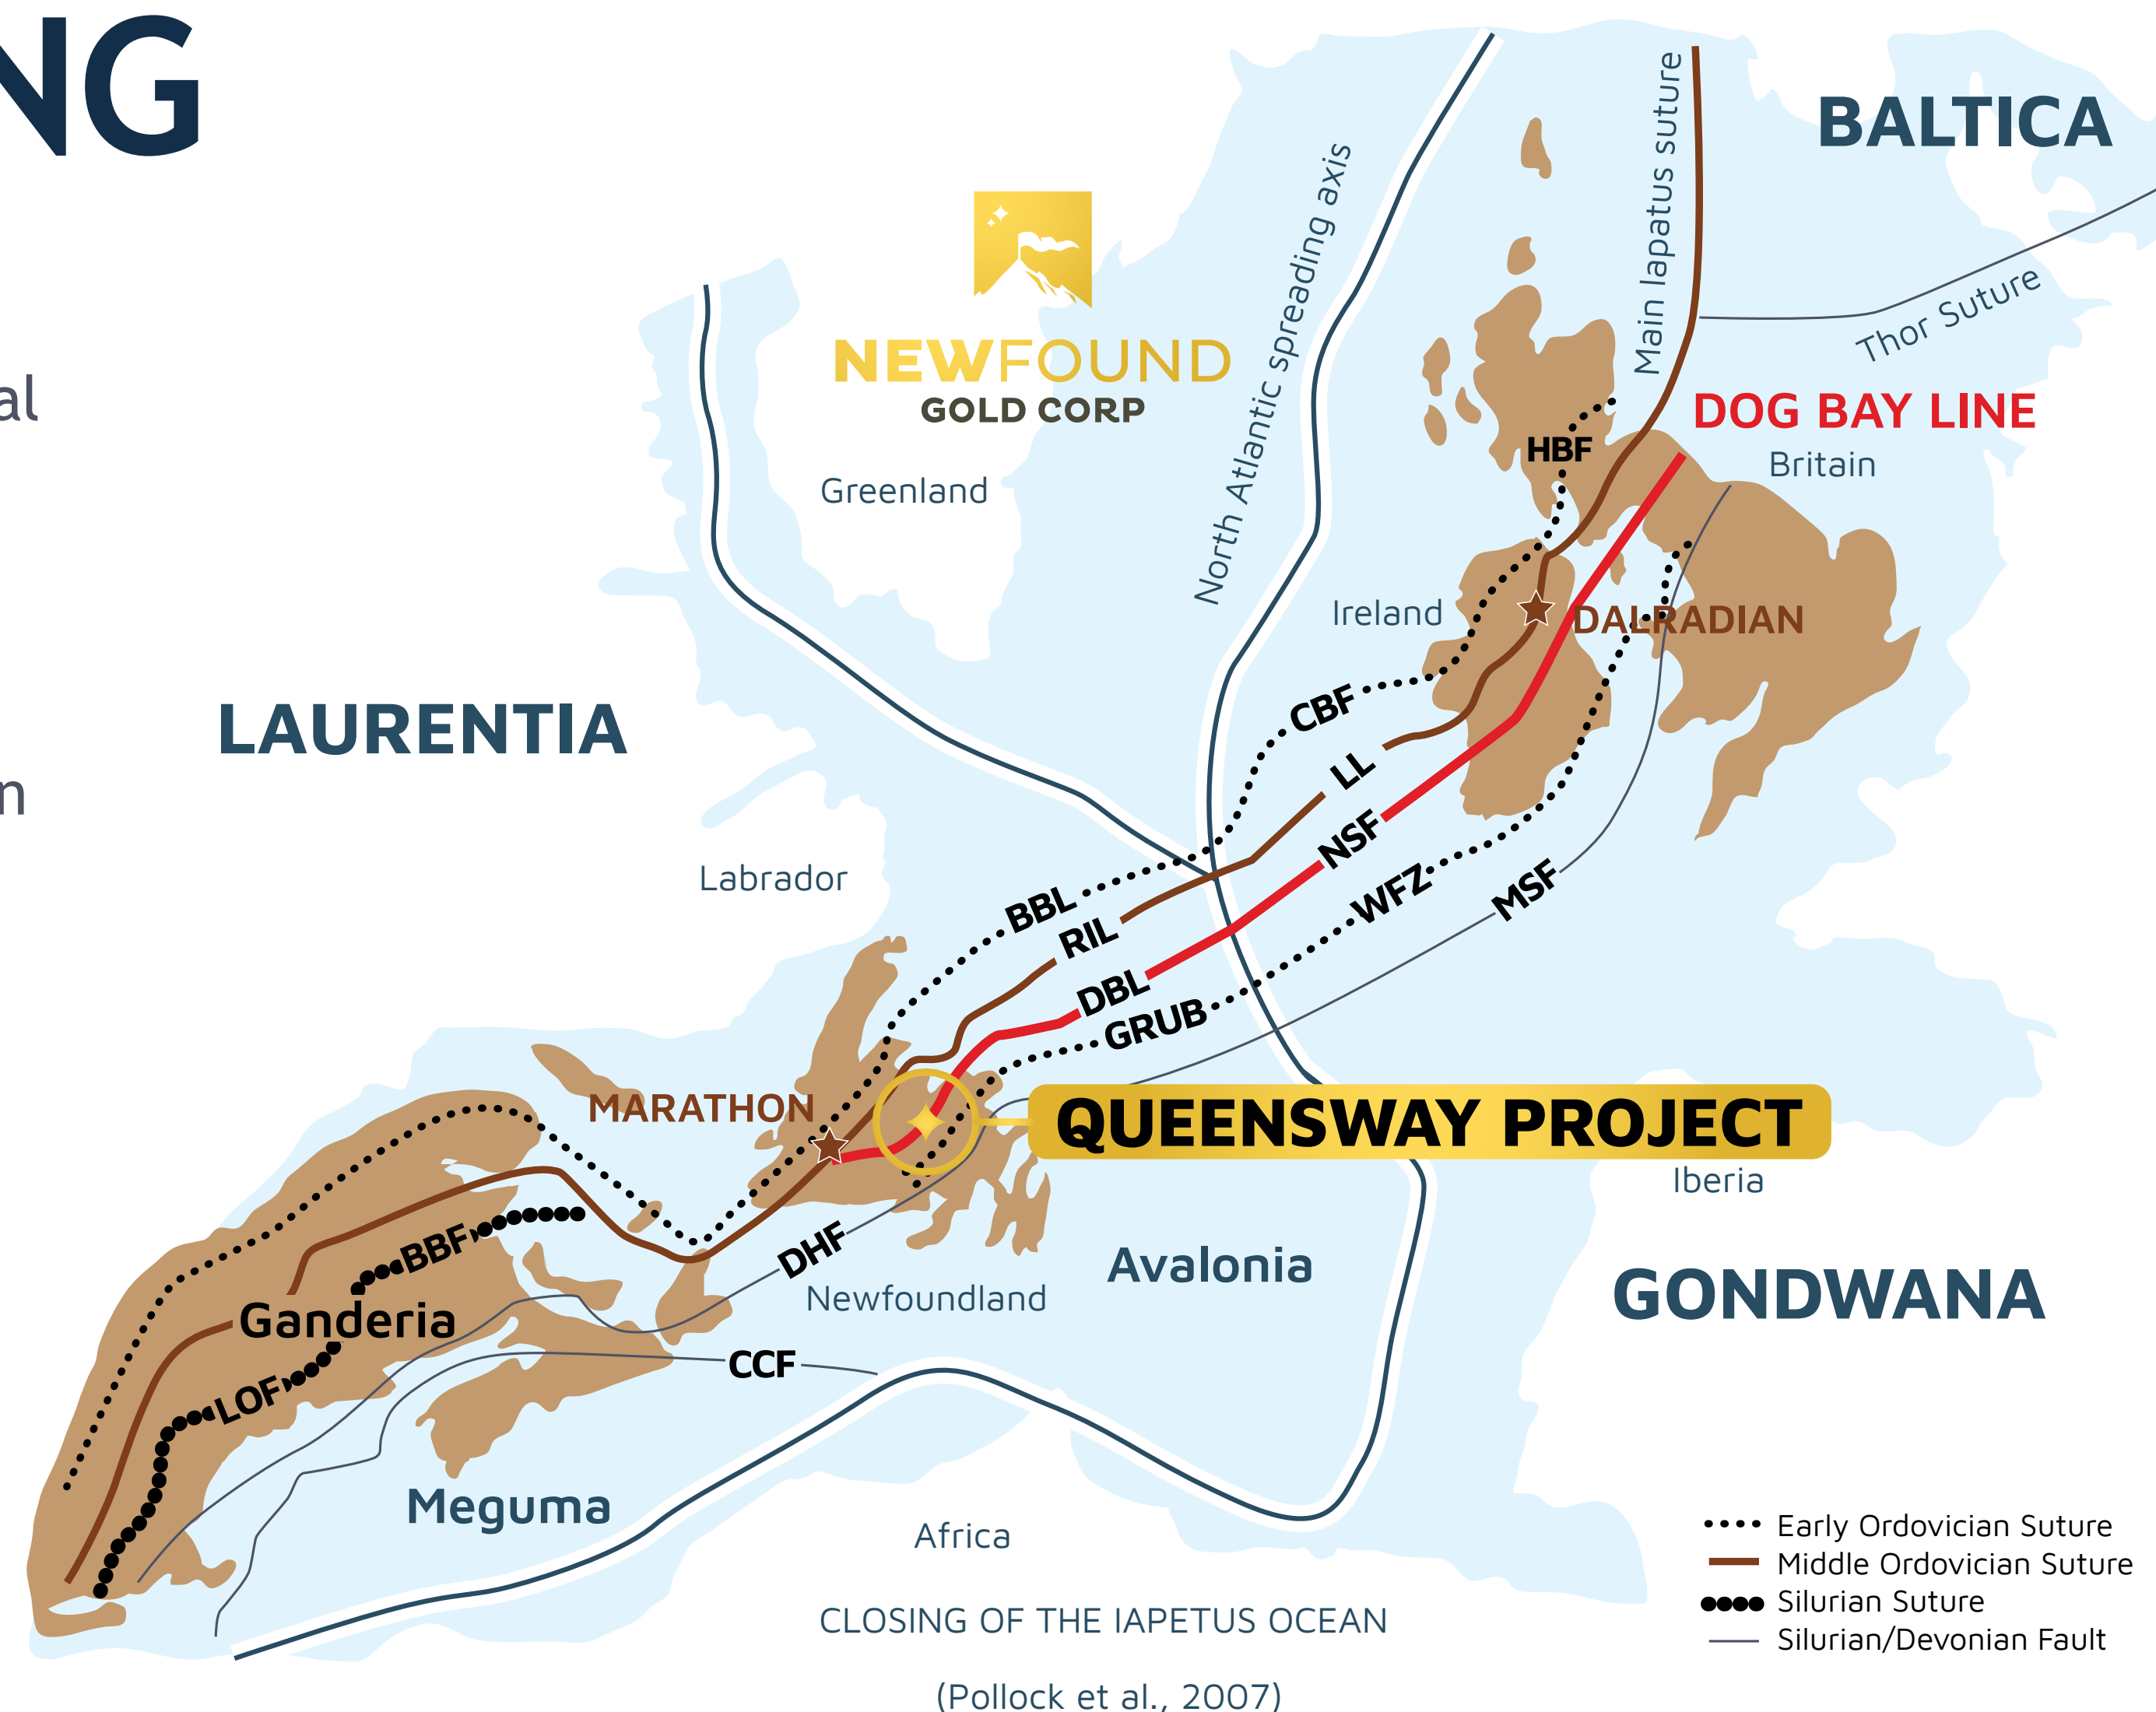 NG
al
n
BALTICA
Main Iapatus suture
North Atlantic spreading axis
Thor Suture
NEWFOUND
GOLD CORP
DOG BAY LINE
HBF
Britain
Greenland
Ireland
DALRADIAN
LAURENTIA
CBF
LL
NSF
Labrador
WFZ
MSF
BBL
RIL
DBL
GRUB
MARATHON
QUEENSWAY PROJECT
Iberia
BBF
DHF
Avalonia
Newfoundland
GONDWANA
Ganderia
CCF
LOF
Meguma
Africa
Early Ordovician Suture
Middle Ordovician Suture
Silurian Suture
Silurian/Devonian Fault
CLOSING OF THE IAPETUS OCEAN
(Pollock et al., 2007)